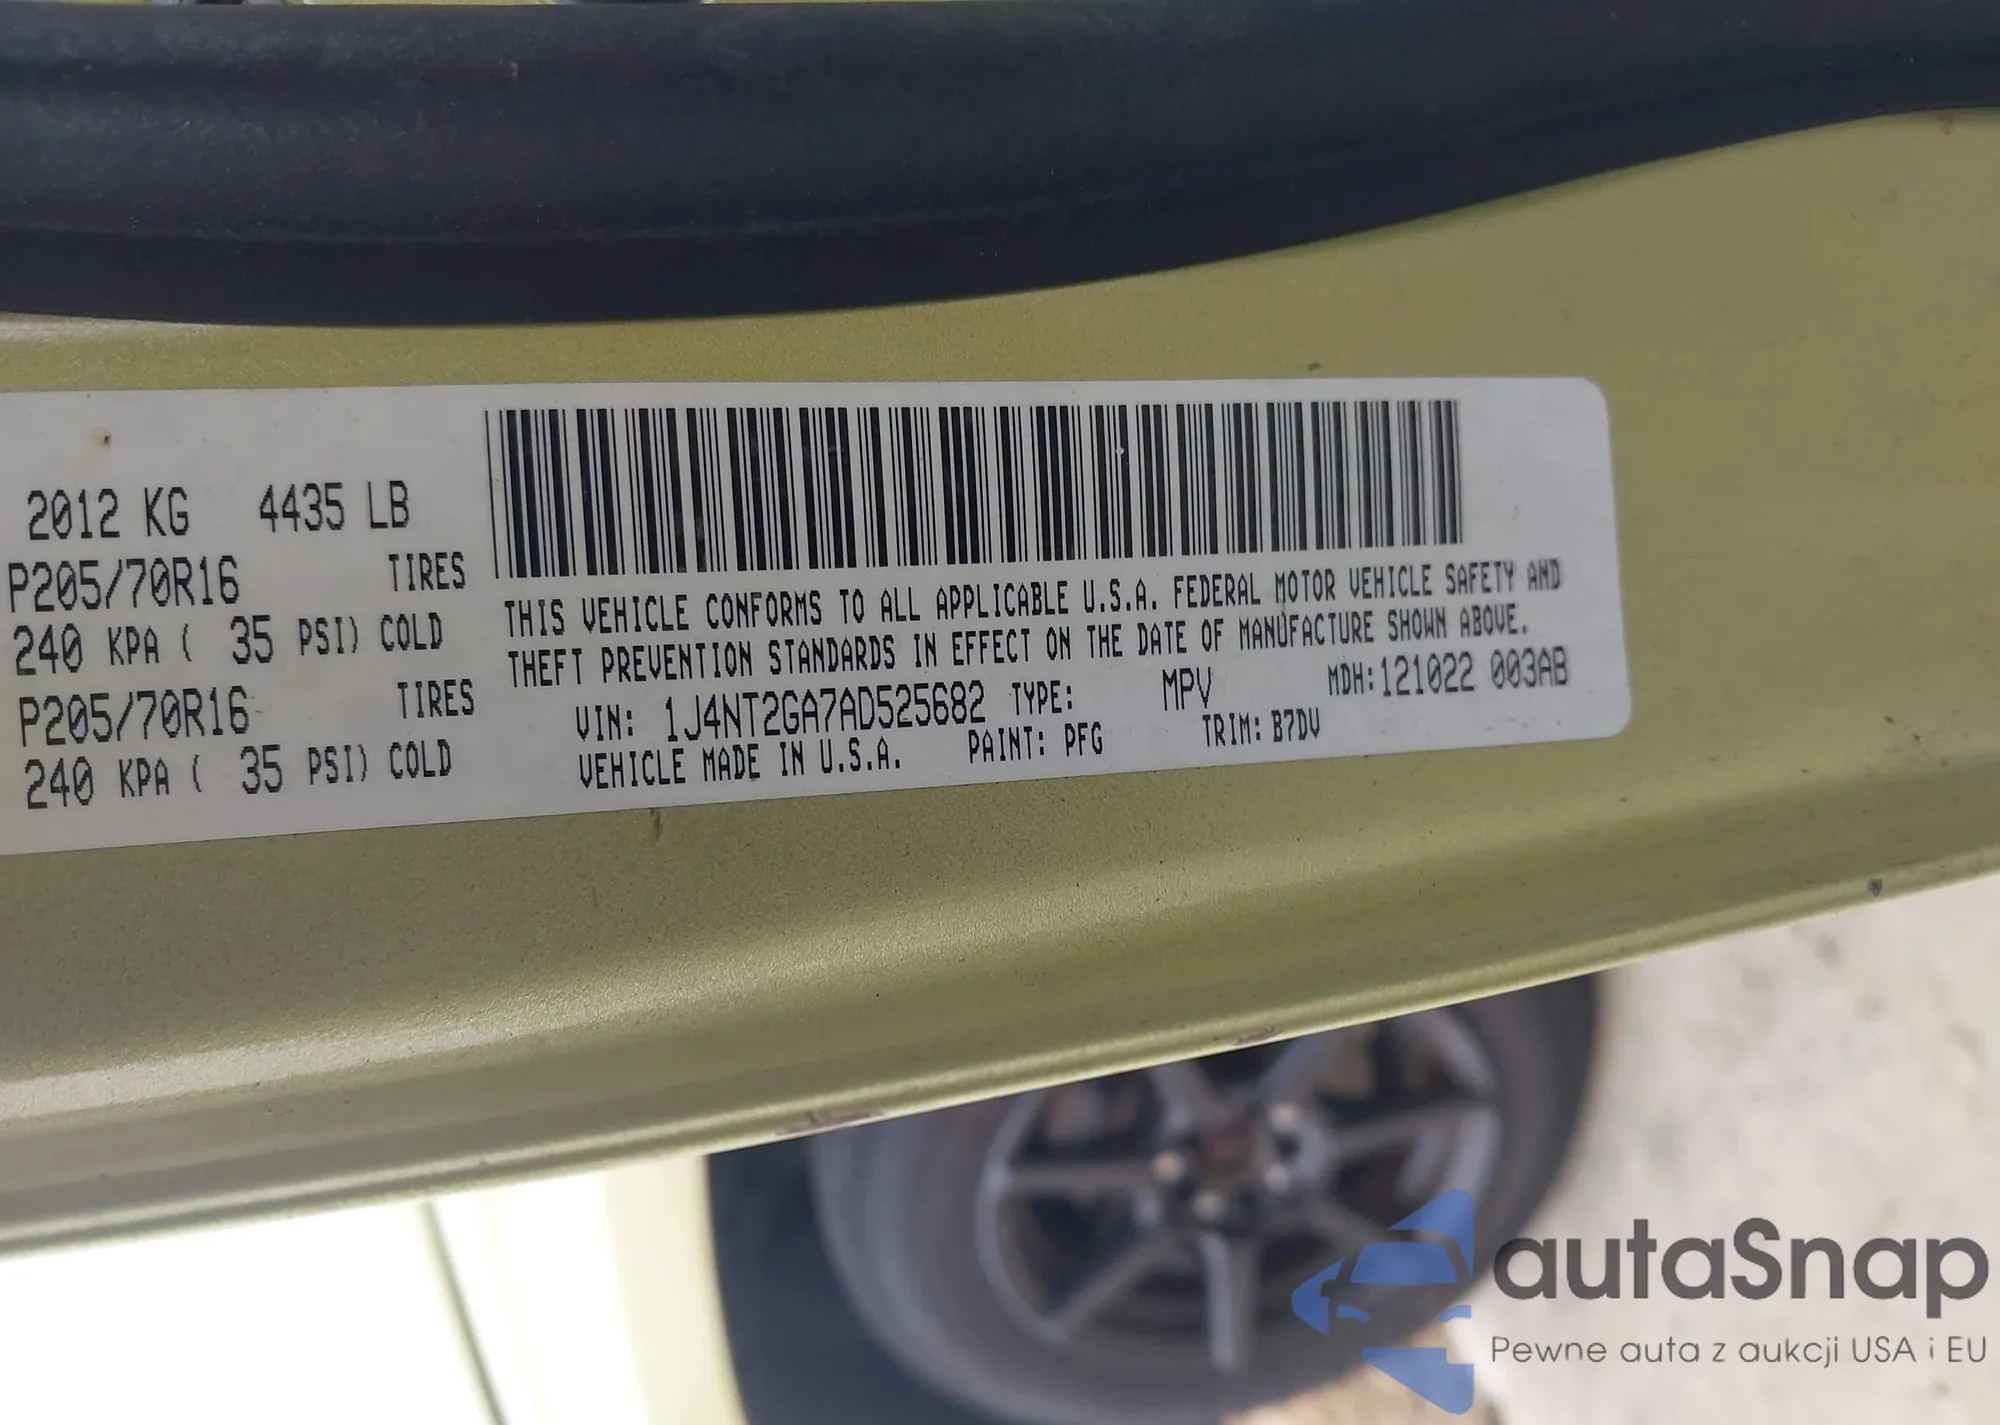 2012 KG 4435 LB
P205/70R16 TIRES
240 KPA ( 35 PSI) COLD
P205/70R16 TIRES
240 KPA ( 35 PSI) COLD
THIS VEHICLE CONFORMS TO ALL APPLICABLE U.S.A. FEDERAL MOTOR VEHICLE SAFETY AND
THEFT PREVENTION STANDARDS IN EFFECT ON THE DATE OF MANUFACTURE SHOWN ABOVE.
VIN: 1J4NT2GA7AD525682 TYPE: MPV MDH:121022 003AB
VEHICLE MADE IN U.S.A. PAINT: PFG TRIM: B7DV
autaSnap
Pewne auta z aukcji USA i EU